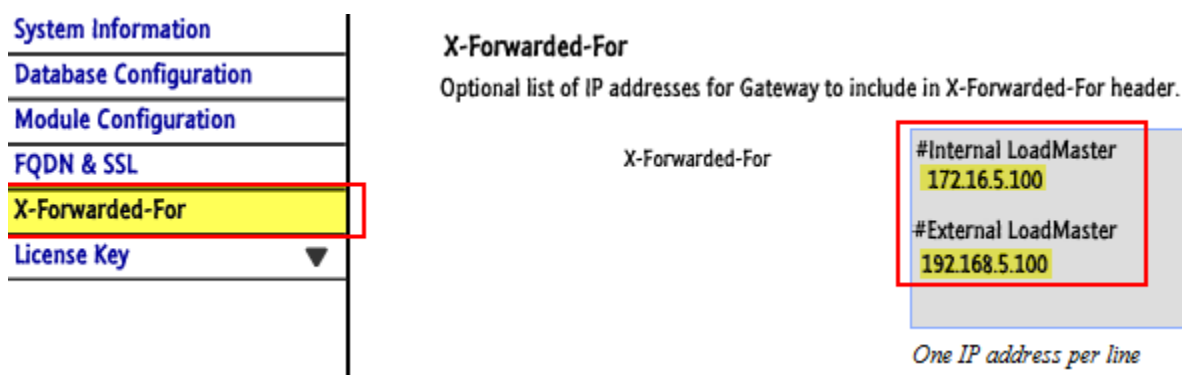 System Information
Database Configuration
Module Configuration
FQDN & SSL
X-Forwarded-For
License Key
X-Forwarded-For
Optional list of IP addresses for Gateway to include in X-Forwarded-For header.
X-Forwarded-For
#Internal LoadMaster
172.16.5.100
#External LoadMaster
192.168.5.100
One IP address per line